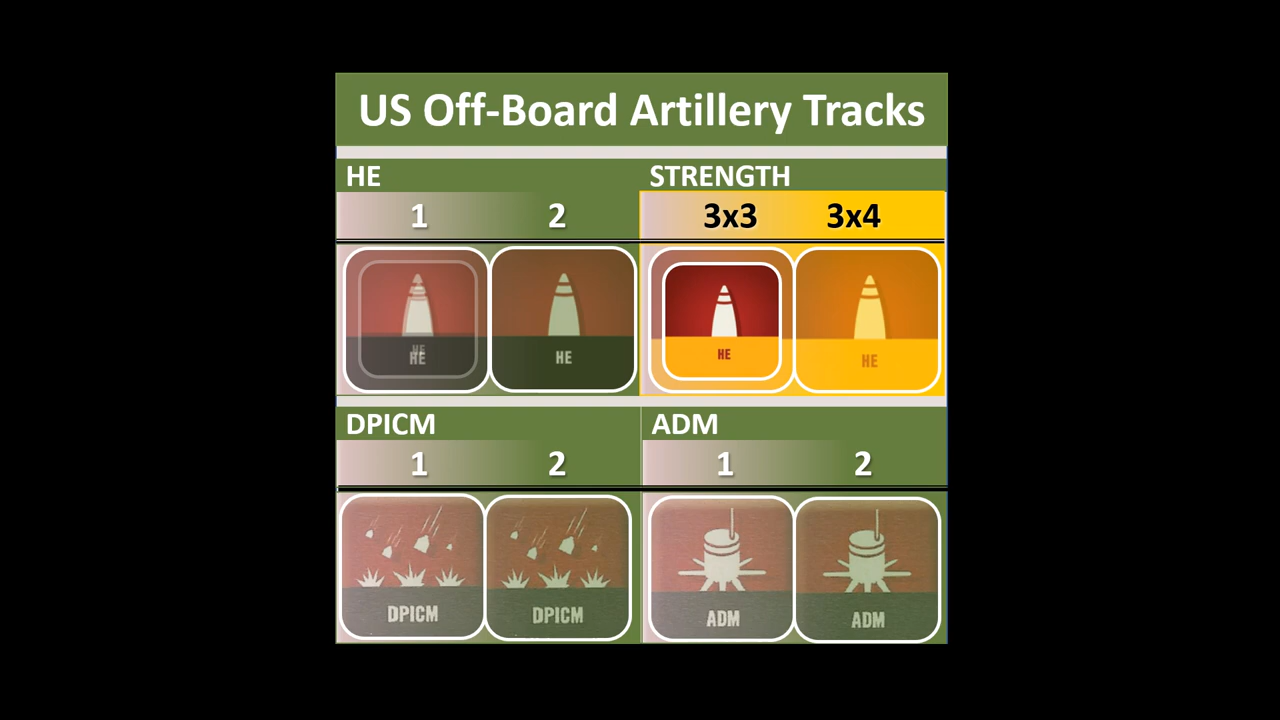 US Off-Board Artillery Tracks
HE STRENGTH
1 2 3x3 3x4
HE
HE HE HE HE
DPICM ADM
1 2 1 2
DPICM DPICM ADM ADM